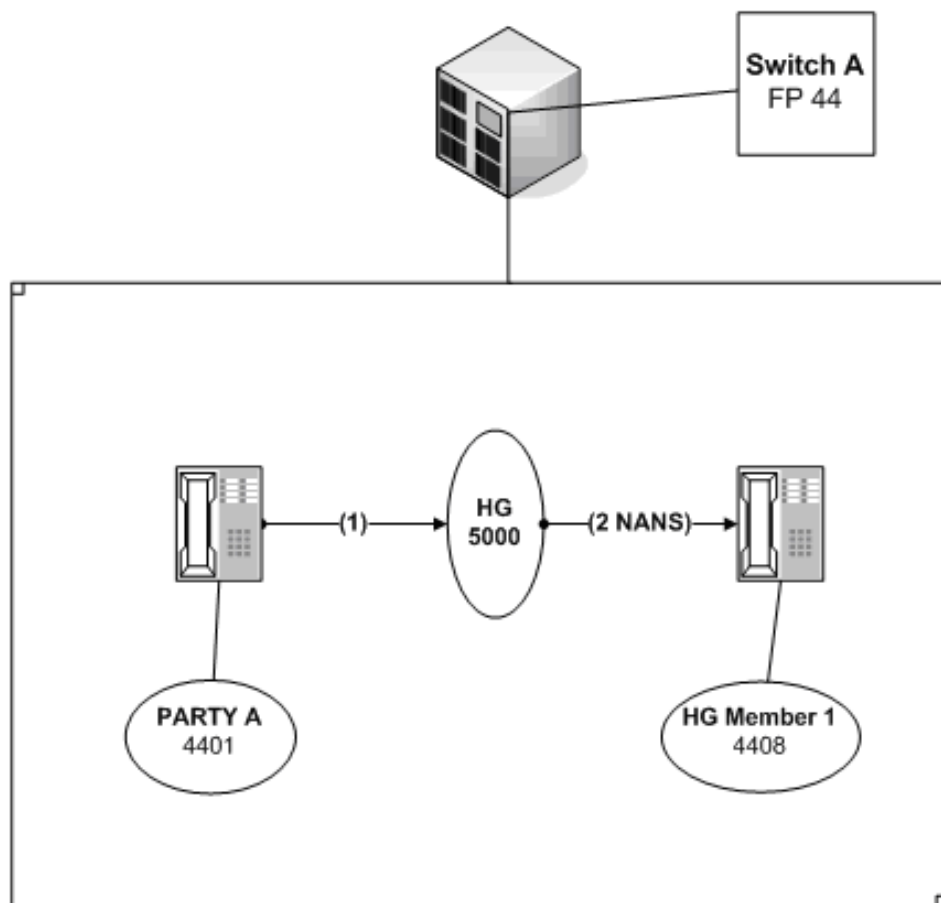 Switch A
FP 44
(1)
HG
5000
(2 NANS)
PARTY A
4401
HG Member 1
4408